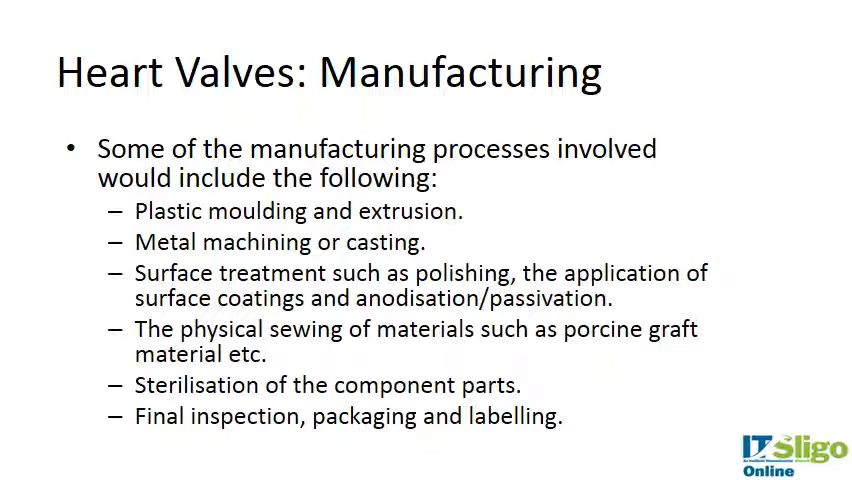 Heart Valves: Manufacturing
• Some of the manufacturing processes involved
would include the following:
– Plastic moulding and extrusion.
– Metal machining or casting.
– Surface treatment such as polishing, the application of
surface coatings and anodisation/passivation.
– The physical sewing of materials such as porcine graft
material etc.
– Sterilisation of the component parts.
– Final inspection, packaging and labelling.
IT Sligo
Online